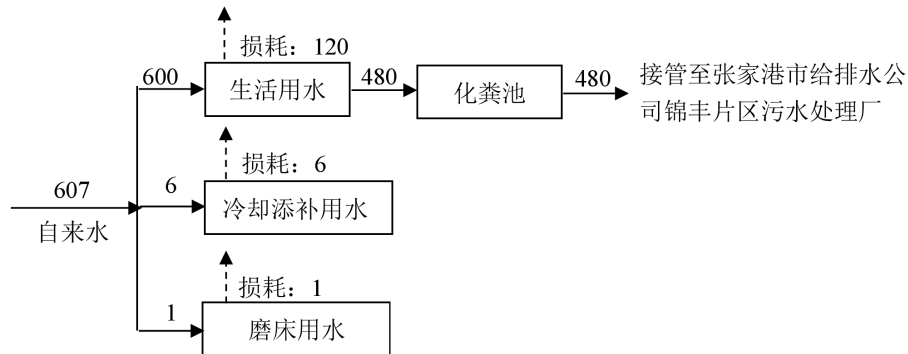 损耗：120
600
生活用水
480
化粪池
480
接管至张家港市给排水公
司锦丰片区污水处理厂
损耗：6
607
自来水
6
冷却添补用水
损耗：1
1
磨床用水